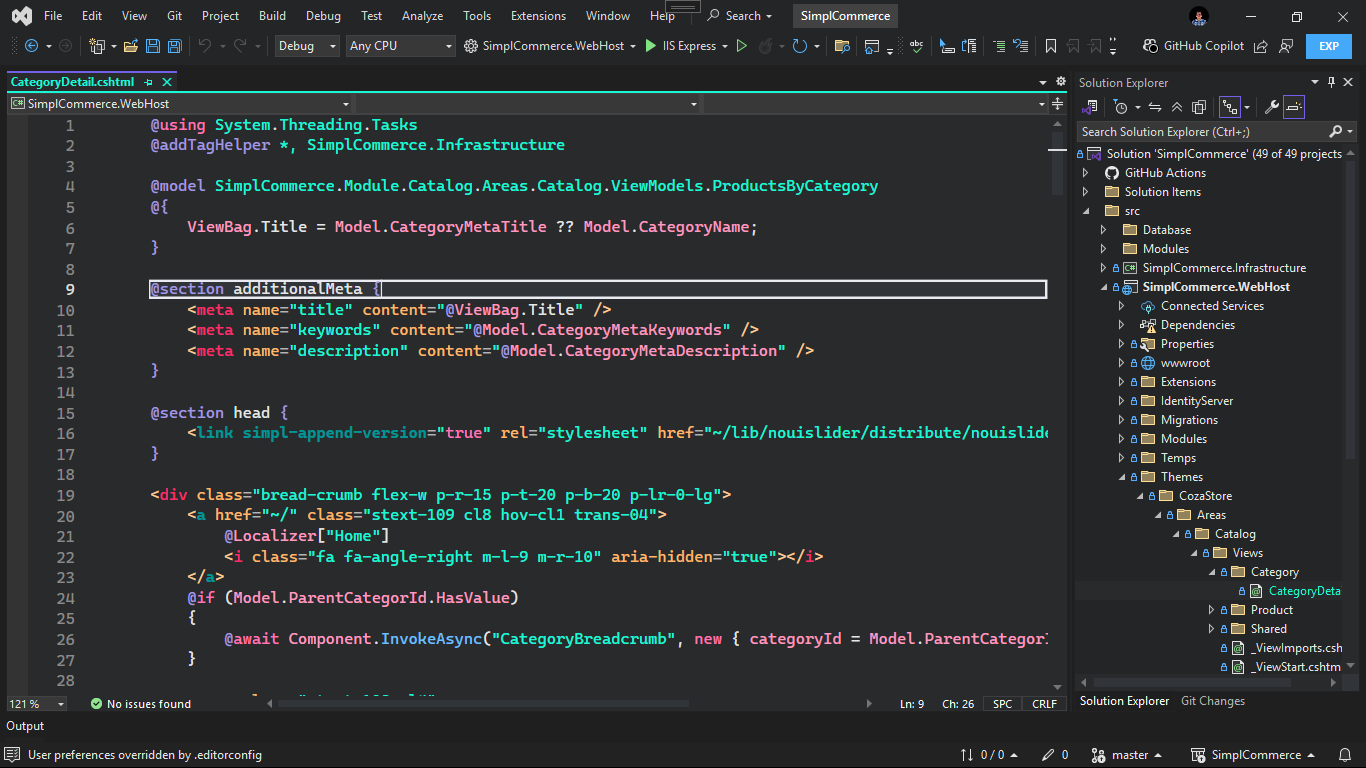 File Edit View Git Project Build Debug Test Analyze Tools Extensions Window Help Search SimplCommerce
Debug Any CPU SimplCommerce.WebHost IIS Express GitHub Copilot EXP
CategoryDetail.cshtml
SimplCommerce.WebHost
1 @using System.Threading.Tasks
2 @addTagHelper *, SimplCommerce.Infrastructure
3
4 @model SimplCommerce.Module.Catalog.Areas.Catalog.ViewModels.ProductsByCategory
5 @{
6 ViewBag.Title = Model.CategoryMetaTitle ?? Model.CategoryName;
7 }
8
9 @section additionalMeta {
10 <meta name="title" content="@ViewBag.Title" />
11 <meta name="keywords" content="@Model.CategoryMetaKeywords" />
12 <meta name="description" content="@Model.CategoryMetaDescription" />
13 }
14
15 @section head {
16 <link simpl-append-version="true" rel="stylesheet" href="~/lib/nouislider/distribute/nouislide
17 }
18
19 <div class="bread-crumb flex-w p-r-15 p-t-20 p-b-20 p-lr-0-lg">
20 <a href="~/" class="stext-109 cl8 hov-cl1 trans-04">
21 @Localizer["Home"]
22 <i class="fa fa-angle-right m-l-9 m-r-10" aria-hidden="true"></i>
23 </a>
24 @if (Model.ParentCategorId.HasValue)
25 {
26 @await Component.InvokeAsync("CategoryBreadcrumb", new { categoryId = Model.ParentCategorI
27 }
28
121 % No issues found Ln: 9 Ch: 26 SPC CRLF
Solution Explorer
Search Solution Explorer (Ctrl+;)
Solution 'SimplCommerce' (49 of 49 projects
GitHub Actions
Solution Items
src
Database
Modules
SimplCommerce.Infrastructure
SimplCommerce.WebHost
Connected Services
Dependencies
Properties
wwwroot
Extensions
IdentityServer
Migrations
Modules
Temps
Themes
CozaStore
Areas
Catalog
Views
Category
CategoryDeta
Product
Shared
_ViewImports.csh
_ViewStart.cshtm
Solution Explorer Git Changes
Output
User preferences overridden by .editorconfig 0 / 0 0 master SimplCommerce